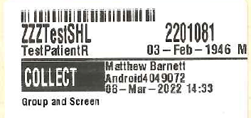 ZZZTestSHL 2201081
TestPatientR 03-Feb-1946 M
COLLECT
Matthew Barnett
Android4049072
08-Mar-2022 14:33
Group and Screen